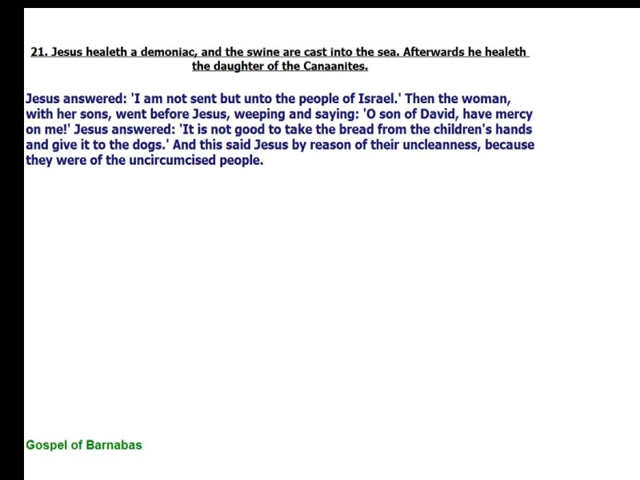 21. Jesus healeth a demoniac, and the swine are cast into the sea. Afterwards he healeth
the daughter of the Canaanites.
Jesus answered: 'I am not sent but unto the people of Israel.' Then the woman,
with her sons, went before Jesus, weeping and saying: 'O son of David, have mercy
on me!' Jesus answered: 'It is not good to take the bread from the children's hands
and give it to the dogs.' And this said Jesus by reason of their uncleanness, because
they were of the uncircumcised people.
Gospel of Barnabas